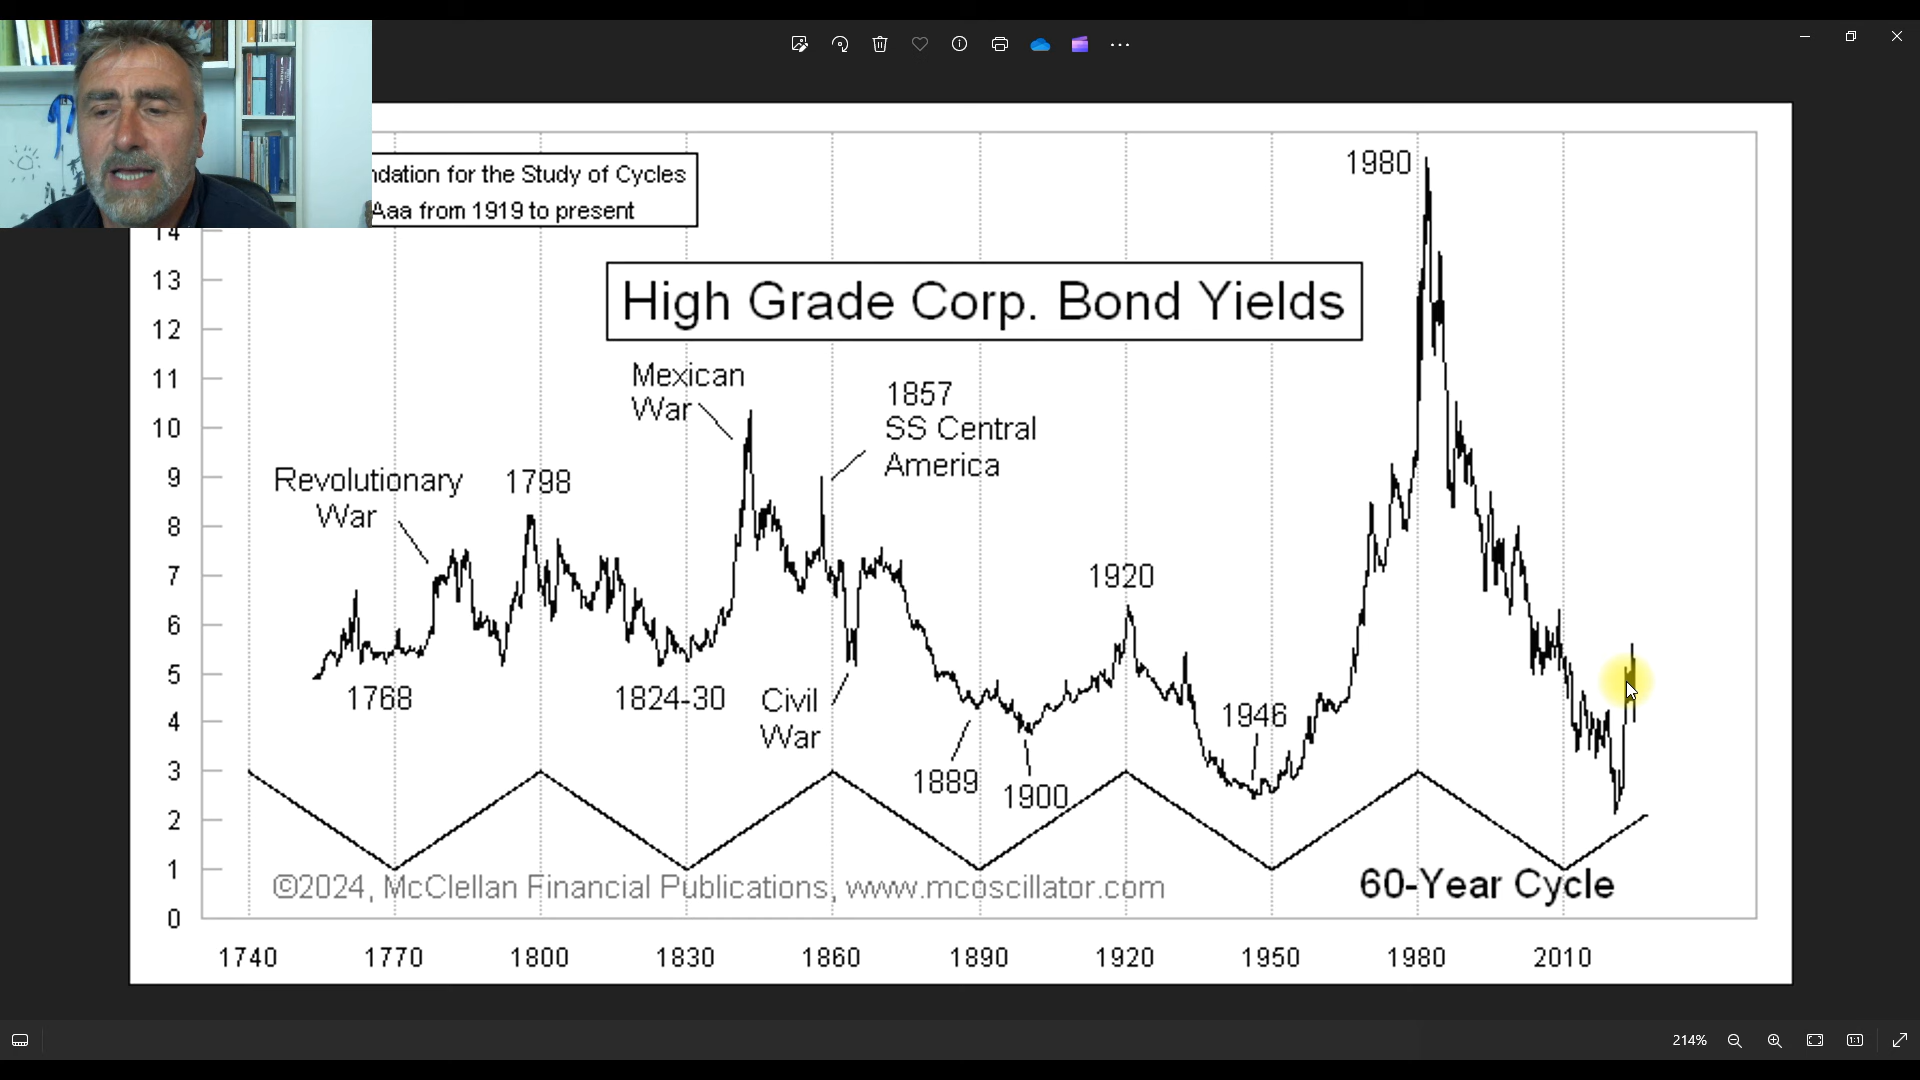 ndation for the Study of Cycles
Aaa from 1919 to present
High Grade Corp. Bond Yields
1980
14
13
12
11
10
9
8
7
6
5
4
3
2
1
0
Mexican
War
1857
SS Central
America
Revolutionary
War
1798
1920
1768
1824-30
Civil
War
1946
1889
1900
©2024, McClellan Financial Publications, www.mcoscillator.com
60-Year Cycle
1740 1770 1800 1830 1860 1890 1920 1950 1980 2010
214%
1:1